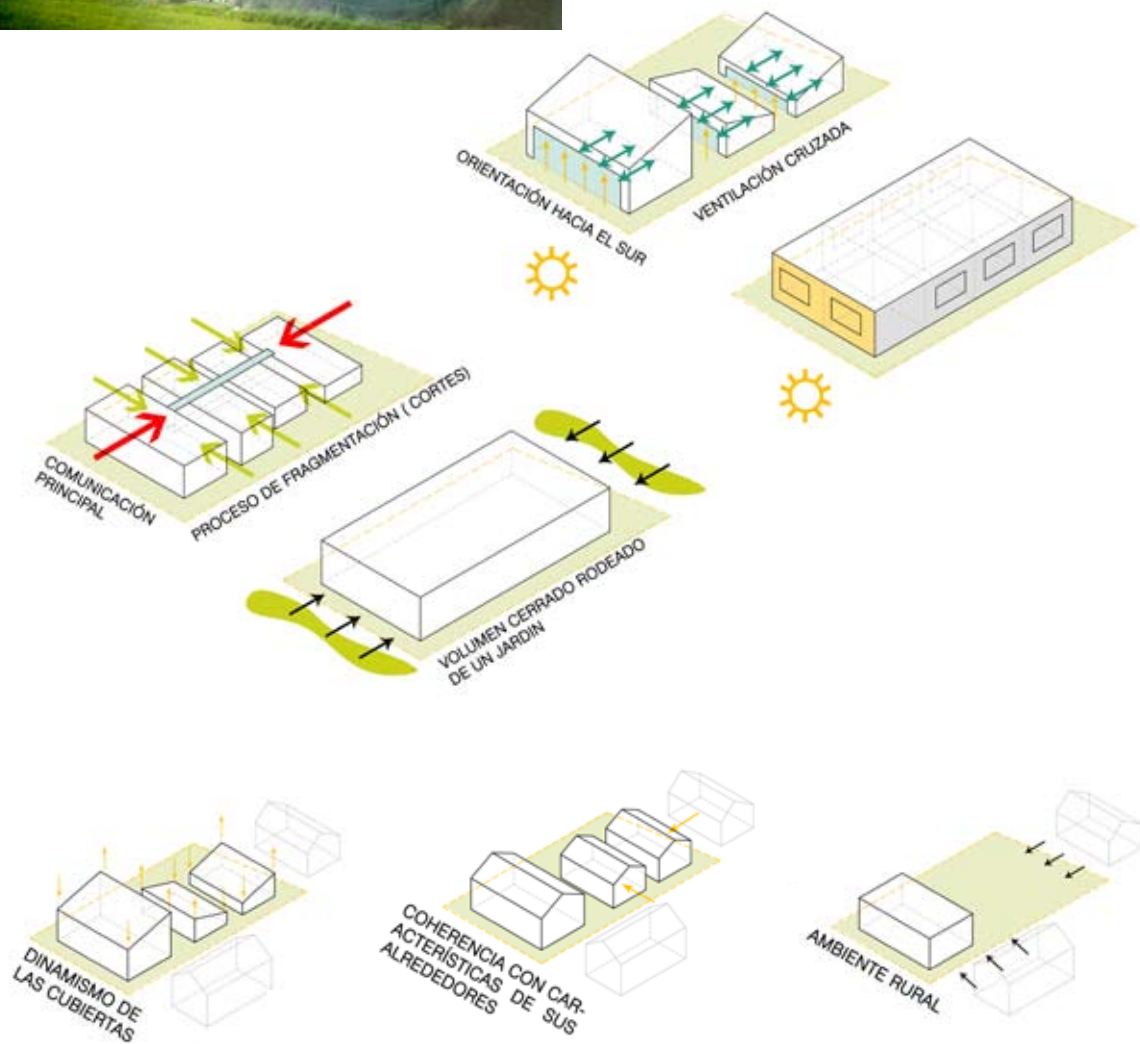 ORIENTACIÓN HACIA EL SUR
VENTILACIÓN CRUZADA
COMUNICACIÓN
PRINCIPAL
PROCESO DE FRAGMENTACIÓN ( CORTES)
VOLUMEN CERRADO RODEADO
DE UN JARDIN
DINAMISMO DE
LAS CUBIERTAS
COHERENCIA CON CAR-
ACTERÍSTICAS DE SUS
ALREDEDORES
AMBIENTE RURAL